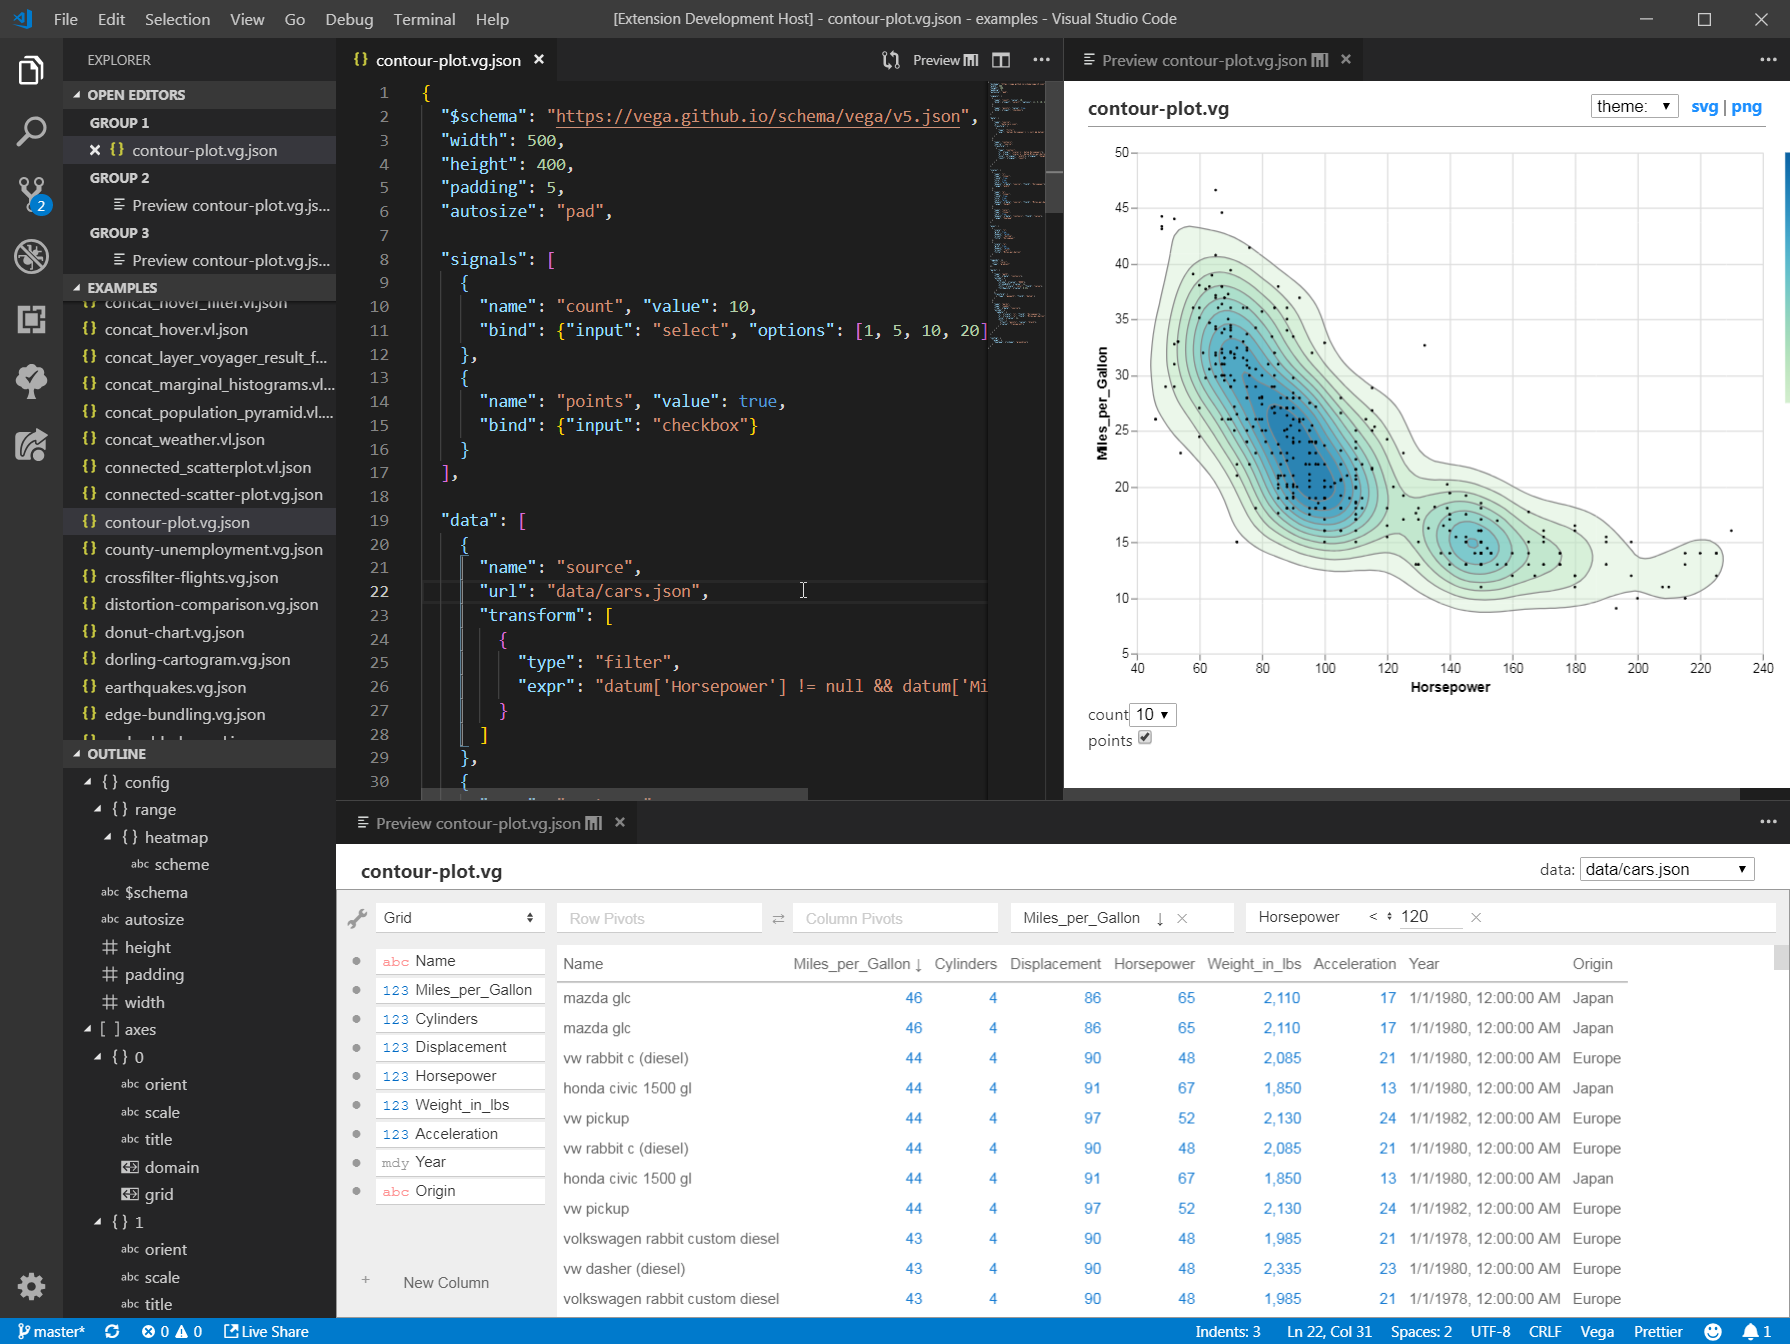 File Edit Selection View Go Debug Terminal Help
[Extension Development Host] - contour-plot.vg.json - examples - Visual Studio Code
EXPLORER
OPEN EDITORS
GROUP 1
contour-plot.vg.json
GROUP 2
Preview contour-plot.vg.js...
GROUP 3
Preview contour-plot.vg.js...
EXAMPLES
concat_hover_filter.vl.json
concat_hover.vl.json
concat_layer_voyager_result_f...
concat_marginal_histograms.vl...
concat_population_pyramid.vl....
concat_weather.vl.json
connected_scatterplot.vl.json
connected-scatter-plot.vg.json
contour-plot.vg.json
county-unemployment.vg.json
crossfilter-flights.vg.json
distortion-comparison.vg.json
donut-chart.vg.json
dorling-cartogram.vg.json
earthquakes.vg.json
edge-bundling.vg.json
OUTLINE
{ } config
{ } range
{ } heatmap
abc scheme
abc $schema
abc autosize
height
padding
width
[ ] axes
{ } 0
abc orient
abc scale
abc title
domain
grid
{ } 1
abc orient
abc scale
abc title
2
contour-plot.vg.json
Preview
1 {
2 "$schema": "https://vega.github.io/schema/vega/v5.json",
3 "width": 500,
4 "height": 400,
5 "padding": 5,
6 "autosize": "pad",
7
8 "signals": [
9 {
10 "name": "count", "value": 10,
11 "bind": {"input": "select", "options": [1, 5, 10, 20]
12 },
13 {
14 "name": "points", "value": true,
15 "bind": {"input": "checkbox"}
16 }
17 ],
18
19 "data": [
20 {
21 "name": "source",
22 "url": "data/cars.json",
23 "transform": [
24 {
25 "type": "filter",
26 "expr": "datum['Horsepower'] != null && datum['Mi
27 }
28 ]
29 },
30 {
Preview contour-plot.vg.json
contour-plot.vg
theme:
svg | png
50
45
40
35
30
25
20
15
10
5
Miles_per_Gallon
40 60 80 100 120 140 160 180 200 220 240
Horsepower
count 10
points
Preview contour-plot.vg.json
contour-plot.vg
data: data/cars.json
Grid
Row Pivots
Column Pivots
Miles_per_Gallon ↓
Horsepower < 120
abc Name
123 Miles_per_Gallon
123 Cylinders
123 Displacement
123 Horsepower
123 Weight_in_lbs
123 Acceleration
mdy Year
abc Origin
+ New Column
Name Miles_per_Gallon ↓ Cylinders Displacement Horsepower Weight_in_lbs Acceleration Year Origin
mazda glc 46 4 86 65 2,110 17 1/1/1980, 12:00:00 AM Japan
mazda glc 46 4 86 65 2,110 17 1/1/1980, 12:00:00 AM Japan
vw rabbit c (diesel) 44 4 90 48 2,085 21 1/1/1980, 12:00:00 AM Europe
honda civic 1500 gl 44 4 91 67 1,850 13 1/1/1980, 12:00:00 AM Japan
vw pickup 44 4 97 52 2,130 24 1/1/1982, 12:00:00 AM Europe
vw rabbit c (diesel) 44 4 90 48 2,085 21 1/1/1980, 12:00:00 AM Europe
honda civic 1500 gl 44 4 91 67 1,850 13 1/1/1980, 12:00:00 AM Japan
vw pickup 44 4 97 52 2,130 24 1/1/1982, 12:00:00 AM Europe
volkswagen rabbit custom diesel 43 4 90 48 1,985 21 1/1/1978, 12:00:00 AM Europe
vw dasher (diesel) 43 4 90 48 2,335 23 1/1/1980, 12:00:00 AM Europe
volkswagen rabbit custom diesel 43 4 90 48 1,985 21 1/1/1978, 12:00:00 AM Europe
master* 0 0 Live Share
Indents: 3 Ln 22, Col 31 Spaces: 2 UTF-8 CRLF Vega Prettier 1